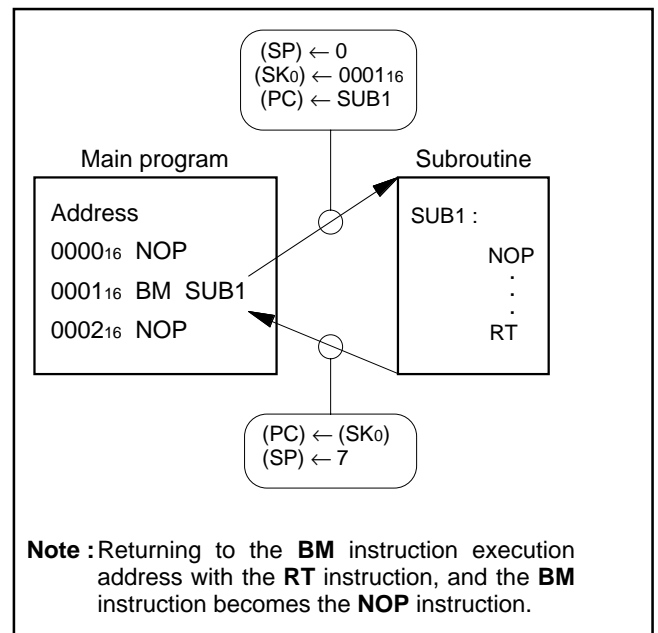 (SP) ← 0
(SK0) ← 000116
(PC) ← SUB1
Main program
Subroutine
Address
000016 NOP
000116 BM SUB1
000216 NOP
SUB1 :
NOP
.
.
.
RT
(PC) ← (SK0)
(SP) ← 7
Note : Returning to the BM instruction execution
address with the RT instruction, and the BM
instruction becomes the NOP instruction.